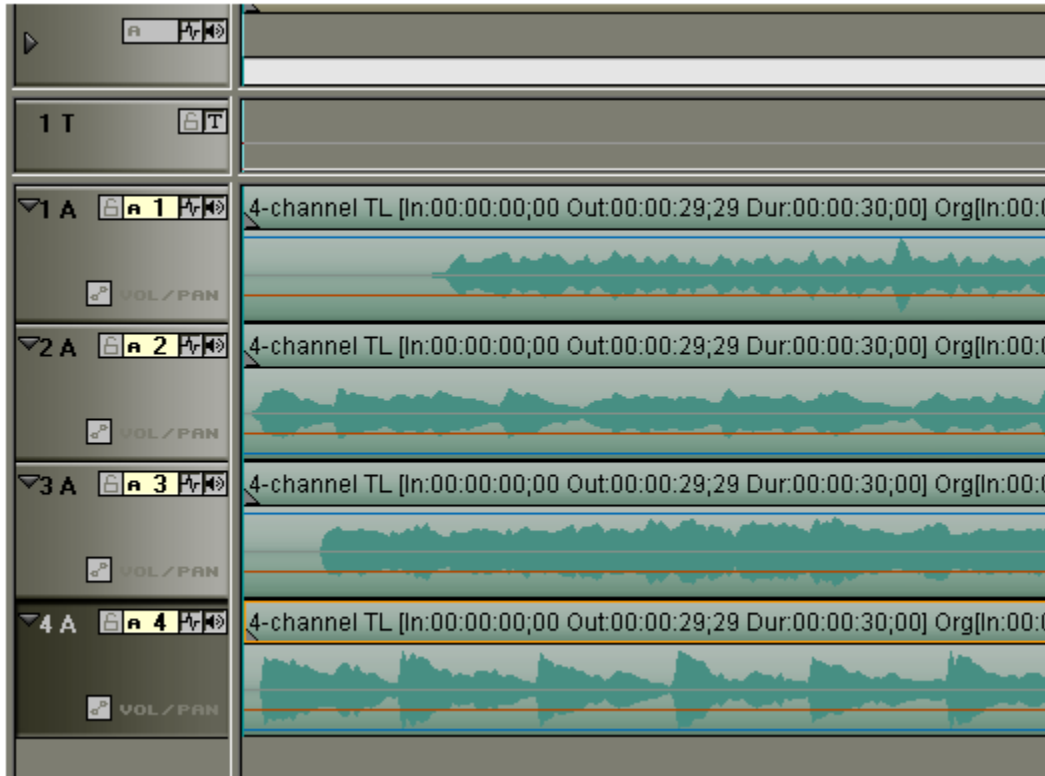 A
1 T T
1 A A 1 4-channel TL [In:00:00:00;00 Out:00:00:29;29 Dur:00:00:30;00] Org[In:00:
VOL/PAN
2 A A 2 4-channel TL [In:00:00:00;00 Out:00:00:29;29 Dur:00:00:30;00] Org[In:00:
VOL/PAN
3 A A 3 4-channel TL [In:00:00:00;00 Out:00:00:29;29 Dur:00:00:30;00] Org[In:00:
VOL/PAN
4 A A 4 4-channel TL [In:00:00:00;00 Out:00:00:29;29 Dur:00:00:30;00] Org[In:00:
VOL/PAN